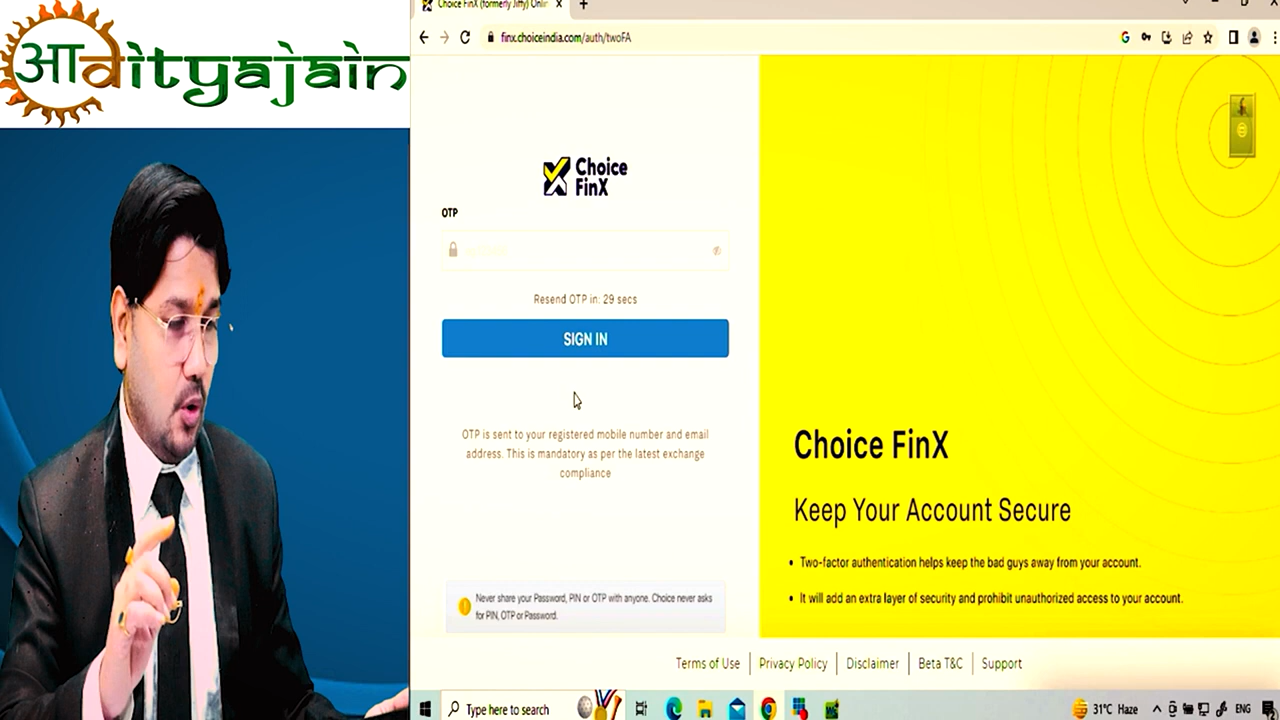 आdityajain
Choice FinX (formerly Jiffy) Onlin
finx.choiceindia.com/auth/twoFA
Choice
FinX
OTP
Resend OTP in: 29 secs
SIGN IN
OTP is sent to your registered mobile number and email
address. This is mandatory as per the latest exchange
compliance
Never share your Password, PIN or OTP with anyone. Choice never asks
for PIN, OTP or Password.
Choice FinX
Keep Your Account Secure
• Two-factor authentication helps keep the bad guys away from your account.
• It will add an extra layer of security and prohibit unauthorized access to your account.
Terms of Use | Privacy Policy | Disclaimer | Beta T&C | Support
Type here to search
31°C Haze
ENG